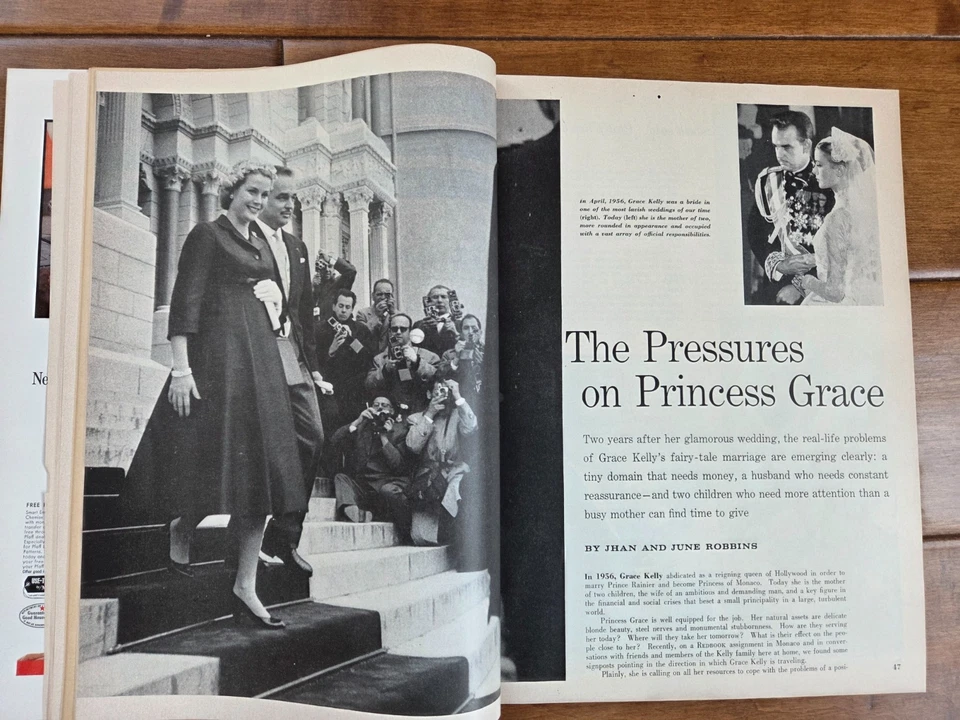 Ne
FREE
in April, 1956, Grace Kelly was a bride in
one of the most lavish weddings of our time
(right). Today (left) she is the mother of two,
more rounded in appearance and occupied
with a vast array of official responsibilities.
The Pressures
on Princess Grace
Two years after her glamorous wedding, the real-life problems
of Grace Kelly's fairy-tale marriage are emerging clearly: a
tiny domain that needs money, a husband who needs constant
reassurance—and two children who need more attention than a
busy mother can find time to give
BY JHAN AND JUNE ROBBINS
In 1956, Grace Kelly abdicated as a reigning queen of Hollywood in order to
marry Prince Rainier and become Princess of Monaco. Today she is the mother
of two children, the wife of an ambitious and demanding man, and a key figure in
the financial and social crises that beset a small principality in a large, turbulent
world.
Princess Grace is well equipped for the job. Her natural assets are delicate
blonde beauty, steel nerves and monumental stubbornness. How are they serving
her today? Where will they take her tomorrow? What is their effect on the peo-
ple close to her? Recently, on a REDBOOK assignment in Monaco and in conver-
sations with friends and members of the Kelly family here at home, we found some
signposts pointing in the direction in which Grace Kelly is traveling.
Plainly, she is calling on all her resources to cope with the problems of a posi-
47